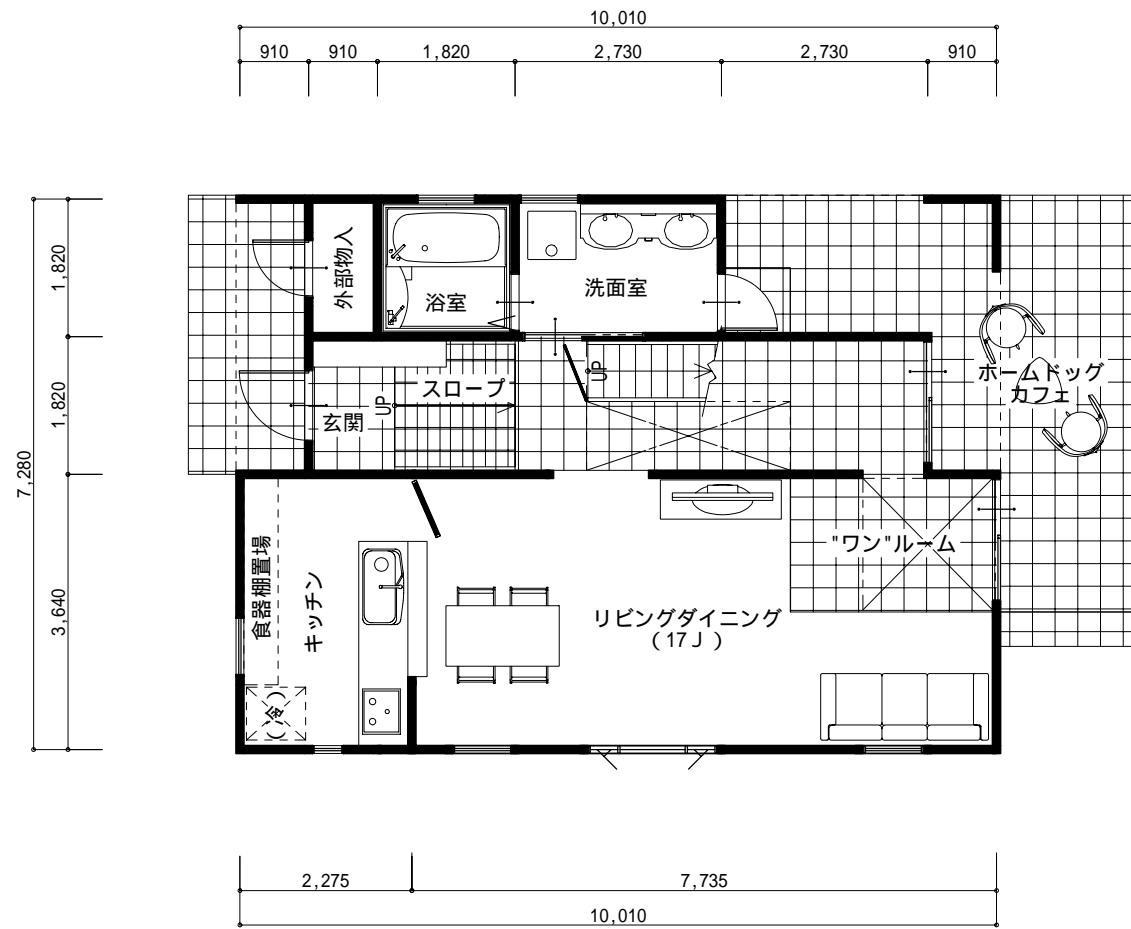 10,010
910
910
1,820
2,730
2,730
910
7,280
1,820
1,820
3,640
外部物入
浴室
洗面室
UP
スロープ
UP
玄関
ホームドッグ
カフェ
"ワン"ルーム
食器棚置場
キッチン
リビングダイニング
(17J)
(冷)
2,275
7,735
10,010